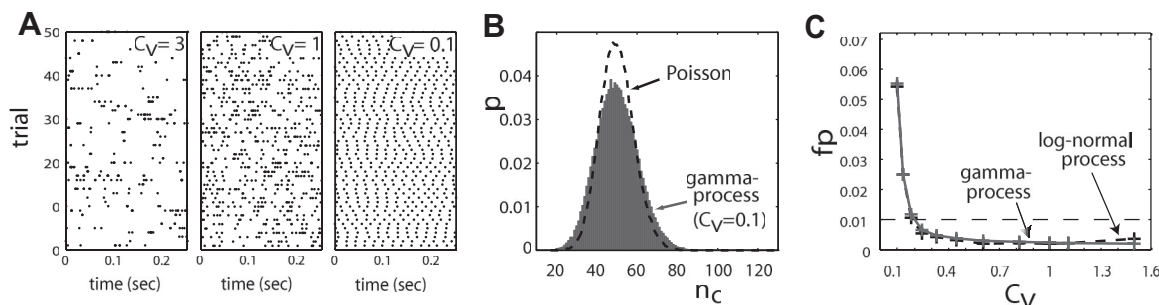 A
C_V= 3
C_V= 1
C_V= 0.1
50
40
30
20
0
10
0
trial
0 0.1 0.2
0 0.1 0.2
0 0.1 0.2
time (sec)
time (sec)
time (sec)
B
0.04
0.03
0.02
0.01
0
p
Poisson
gamma-
process
(C_V=0.1)
20 40 60 80 100 120
n_c
C
0.07
0.06
0.05
0.04
0.03
0.010
0.01
0
fp
log-normal
process
gamma-
process
0.1 0.4 0.7 1 1.3 1.6
C_V